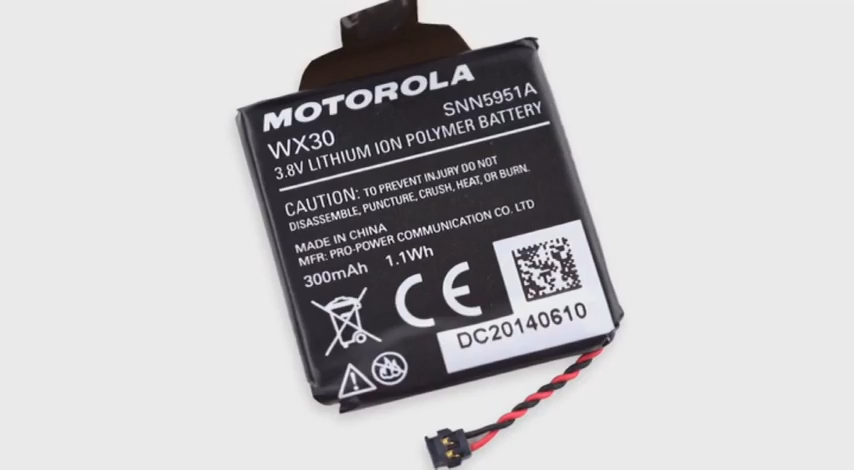 MOTOROLA
WX30
SNN5951A
3.8V LITHIUM ION POLYMER BATTERY
CAUTION: TO PREVENT INJURY DO NOT
DISASSEMBLE, PUNCTURE, CRUSH, HEAT, OR BURN.
MADE IN CHINA
MFR: PRO-POWER COMMUNICATION CO. LTD
300mAh 1.1Wh
CE
DC20140610